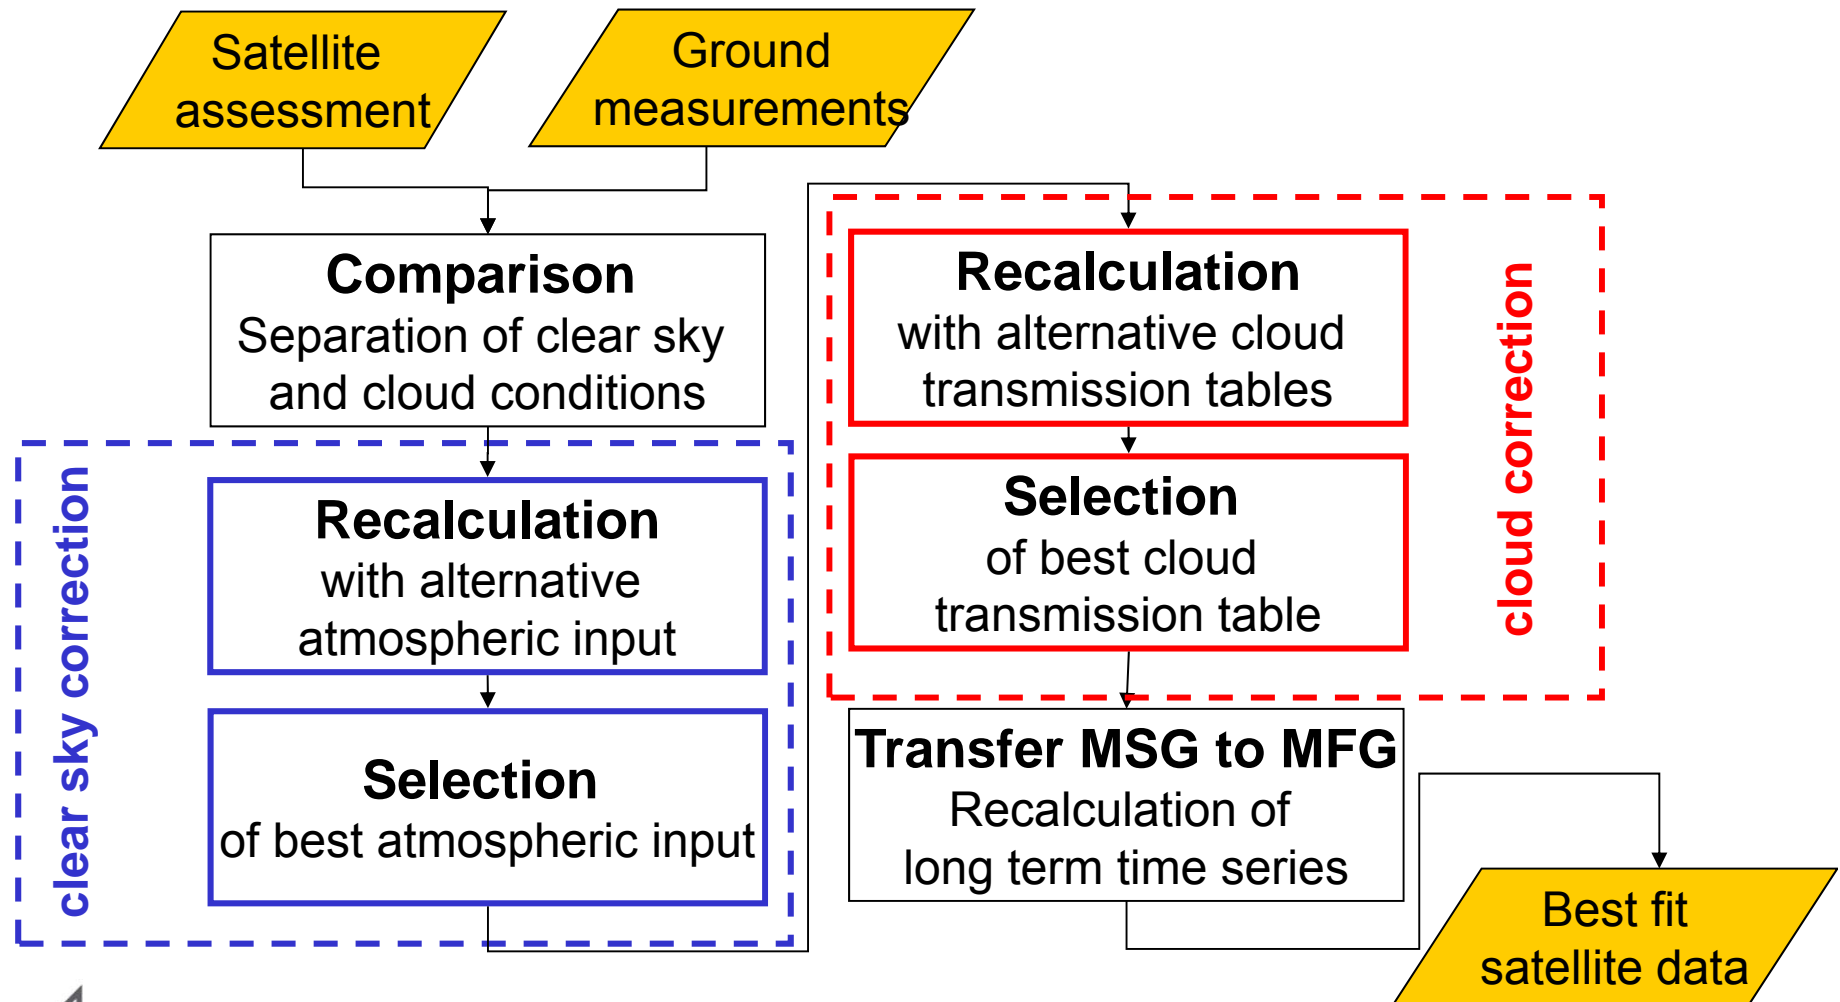 Satellite
assessment
Ground
measurements
Comparison
Separation of clear sky
and cloud conditions
clear sky correction
Recalculation
with alternative
atmospheric input
Selection
of best atmospheric input
Recalculation
with alternative cloud
transmission tables
Selection
of best cloud
transmission table
cloud correction
Transfer MSG to MFG
Recalculation of
long term time series
Best fit
satellite data